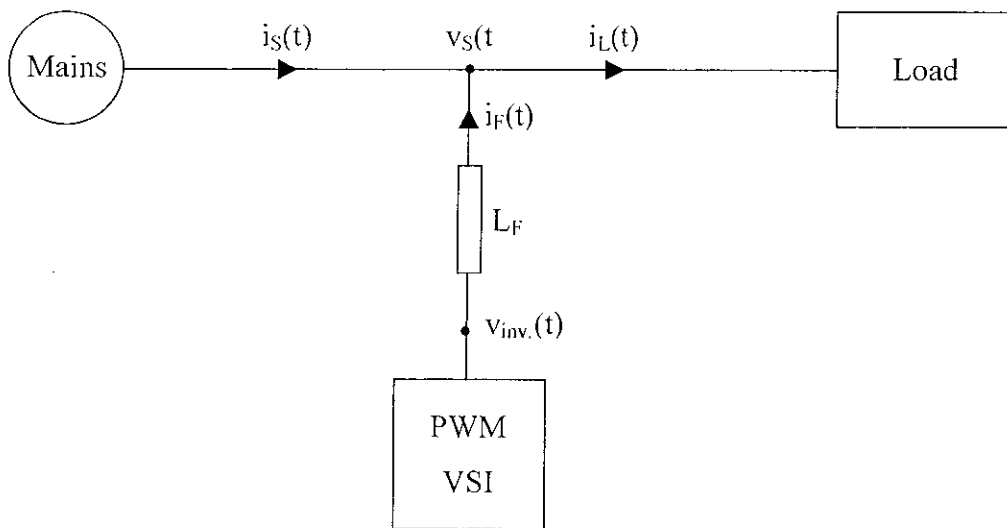 i_S(t)
v_S(t
i_L(t)
Mains
Load
i_F(t)
L_F
v_inv.(t)
PWM
VSI